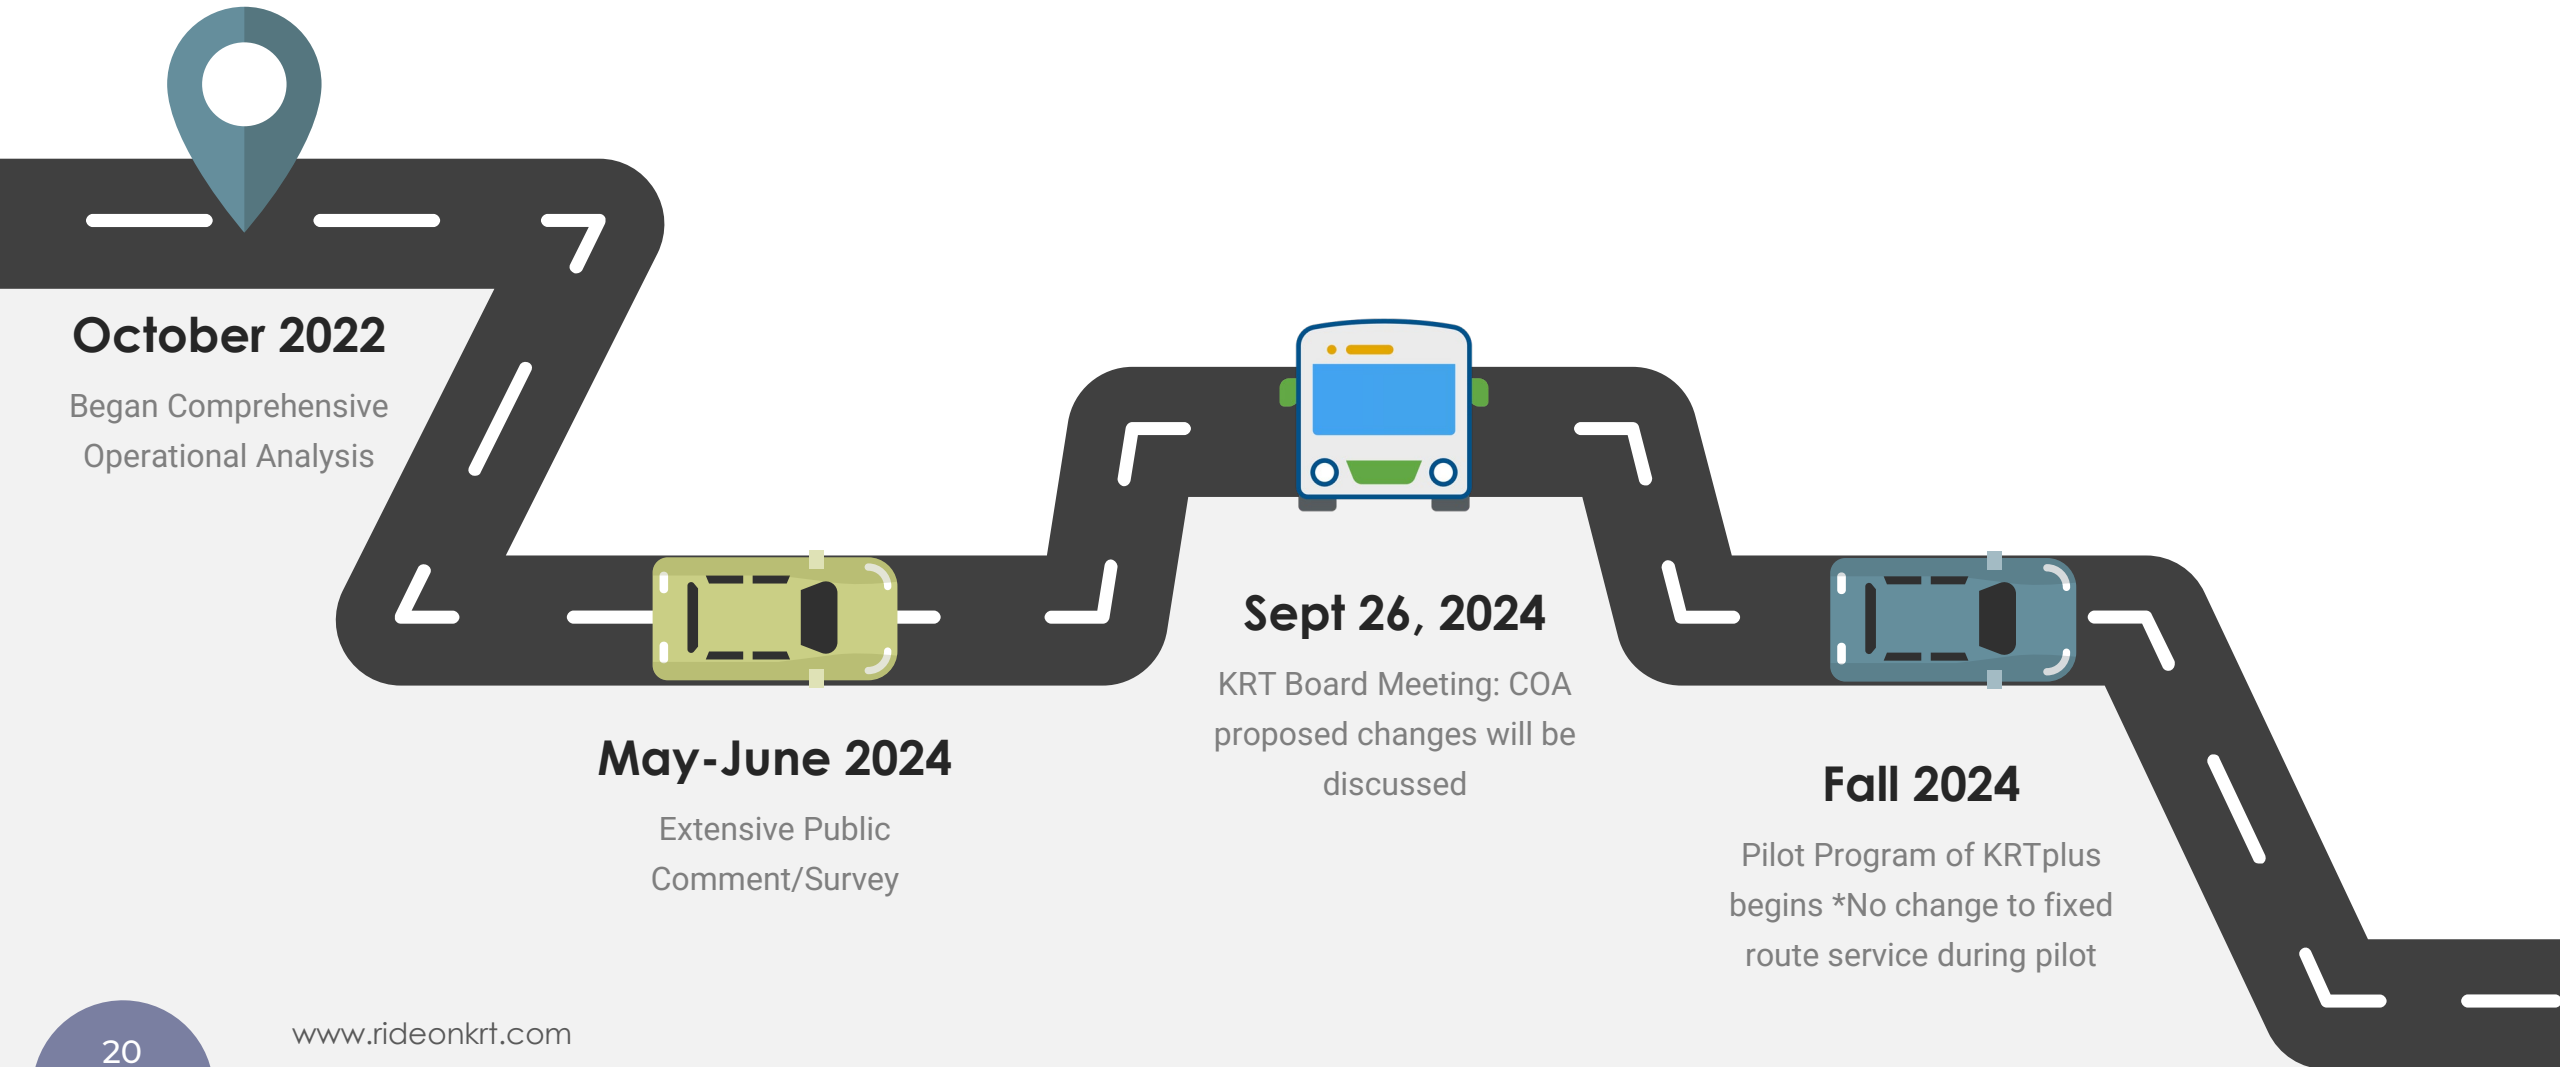 October 2022
Began Comprehensive
Operational Analysis
May-June 2024
Extensive Public
Comment/Survey
Sept 26, 2024
KRT Board Meeting: COA
proposed changes will be
discussed
Fall 2024
Pilot Program of KRTplus
begins *No change to fixed
route service during pilot
20
www.rideonkrt.com